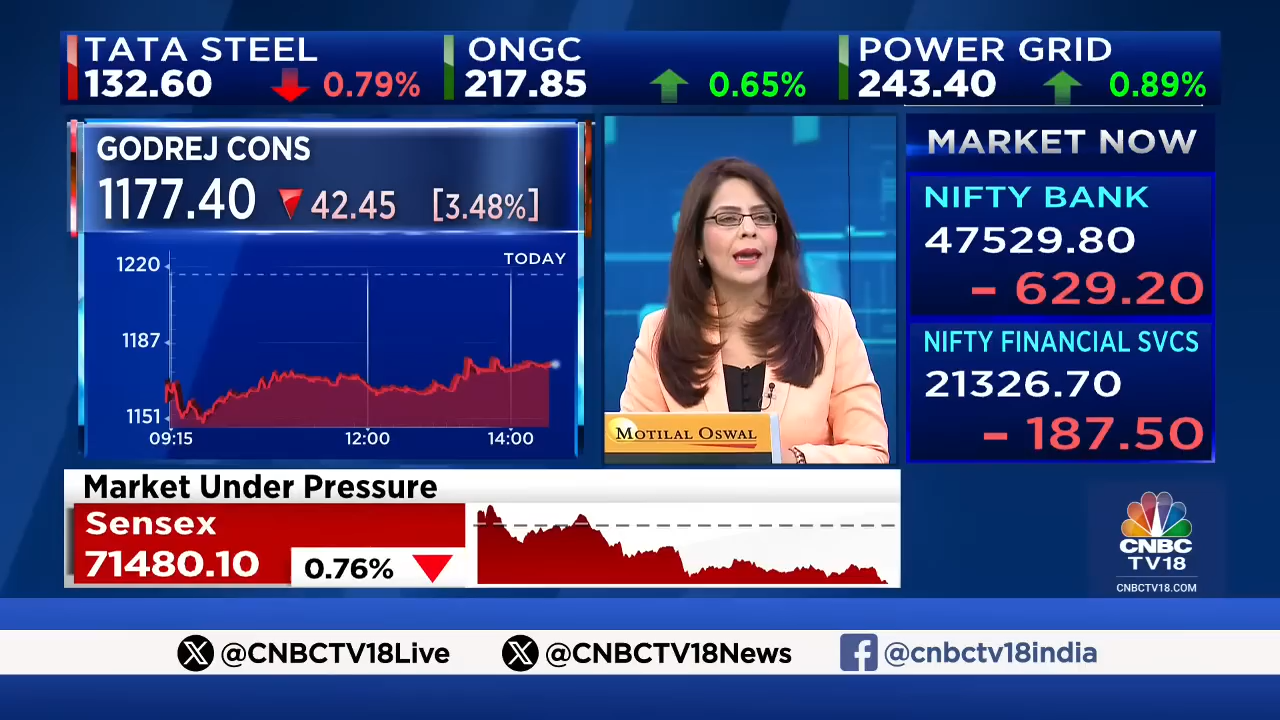 TATA STEEL
132.60 0.79%
ONGC
217.85 0.65%
POWER GRID
243.40 0.89%
GODREJ CONS
1177.40 42.45 [3.48%]
TODAY
1220
1187
1151
09:15 12:00 14:00
MOTILAL OSWAL
MARKET NOW
NIFTY BANK
47529.80
- 629.20
NIFTY FINANCIAL SVCS
21326.70
- 187.50
Market Under Pressure
Sensex
71480.10 0.76%
CNBC
TV18
CNBCTV18.COM
@CNBCTV18Live @CNBCTV18News @cnbctv18india